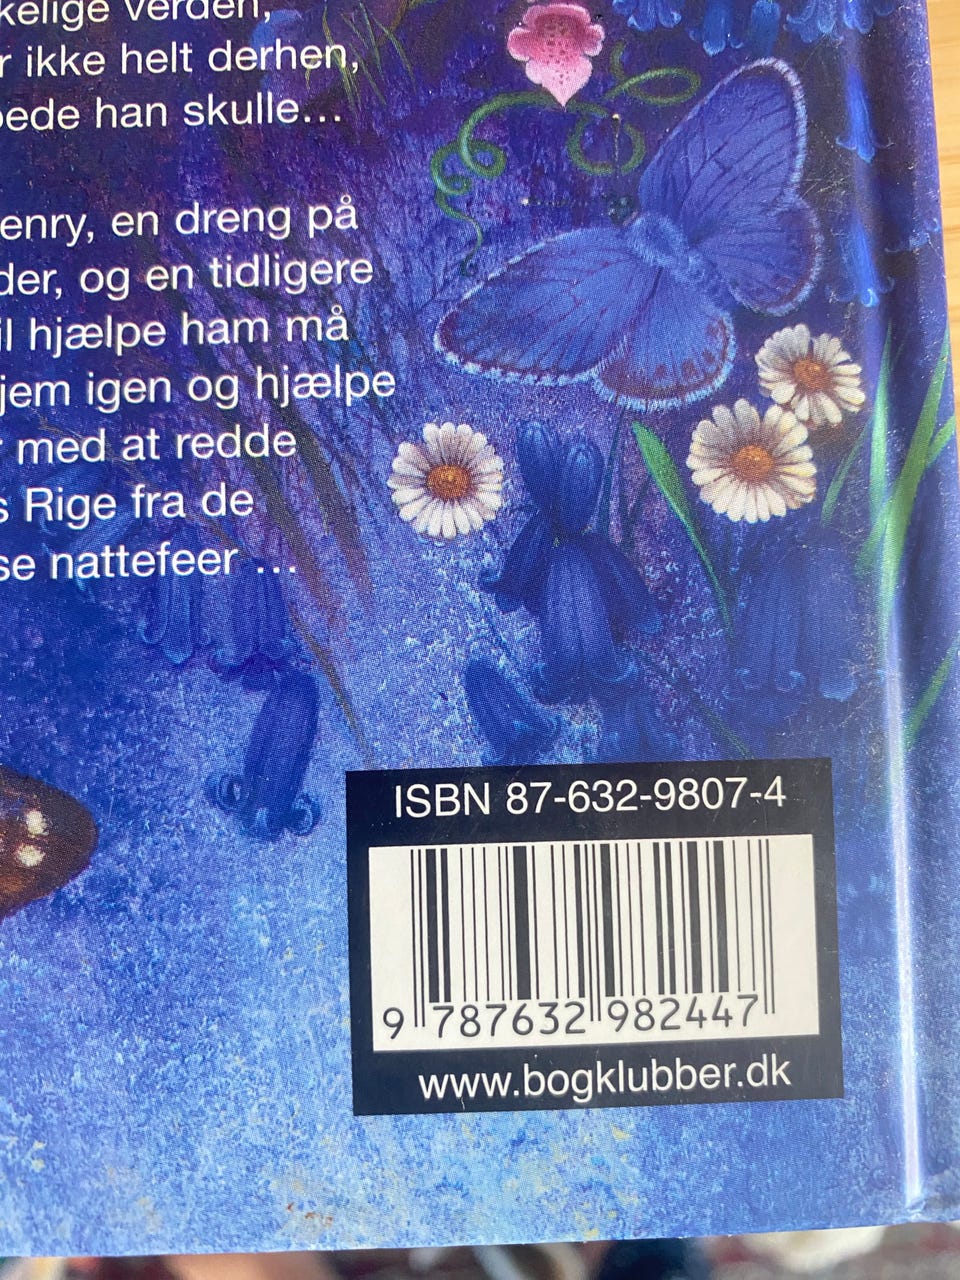 kelige verden,
r ikke helt derhen,
bede han skulle...
enry, en dreng på
der, og en tidligere
il hjælpe ham må
jem igen og hjælpe
r med at redde
s Rige fra de
se nattefeer ...
ISBN 87-632-9807-4
9 787632 982447
www.bogklubber.dk